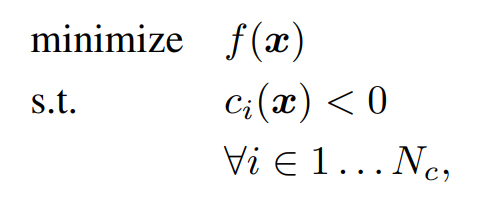 minimize f(x)
s.t. c_i(x) < 0
∀i ∈ 1 … N_c,